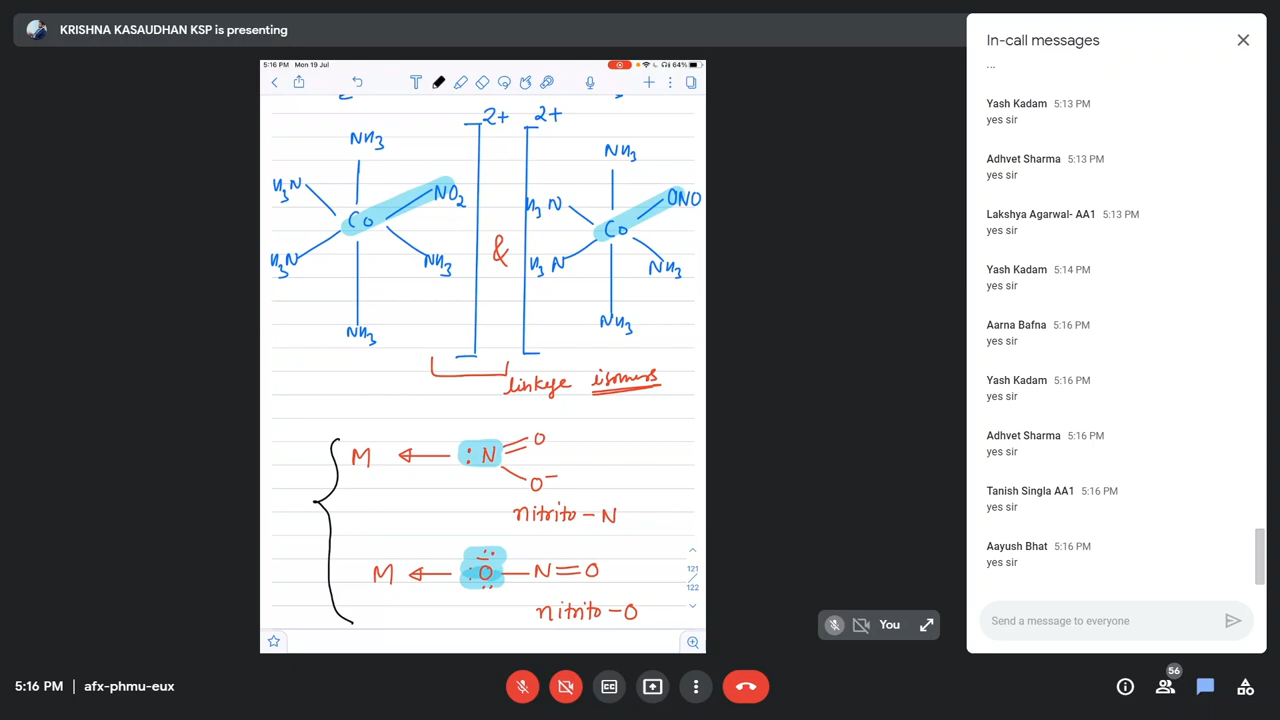 KRISHNA KASAUDHAN KSP is presenting
5:16 PM Mon 19 Jul
64%
T
2+ 2+
NH3 NH3
H3N NO2 H3N ONO
Co & Co
H3N NH3 H3N NH3
NH3 NH3
linkeye isomers
M :N O
O-
nitrito-N
M :O N=O
nitrito-O
121
122
In-call messages
...
Yash Kadam 5:13 PM
yes sir
Adhvet Sharma 5:13 PM
yes sir
Lakshya Agarwal- AA1 5:13 PM
yes sir
Yash Kadam 5:14 PM
yes sir
Aarna Bafna 5:16 PM
yes sir
Yash Kadam 5:16 PM
yes sir
Adhvet Sharma 5:16 PM
yes sir
Tanish Singla AA1 5:16 PM
yes sir
Aayush Bhat 5:16 PM
yes sir
Send a message to everyone
You
5:16 PM | afx-phmu-eux
56